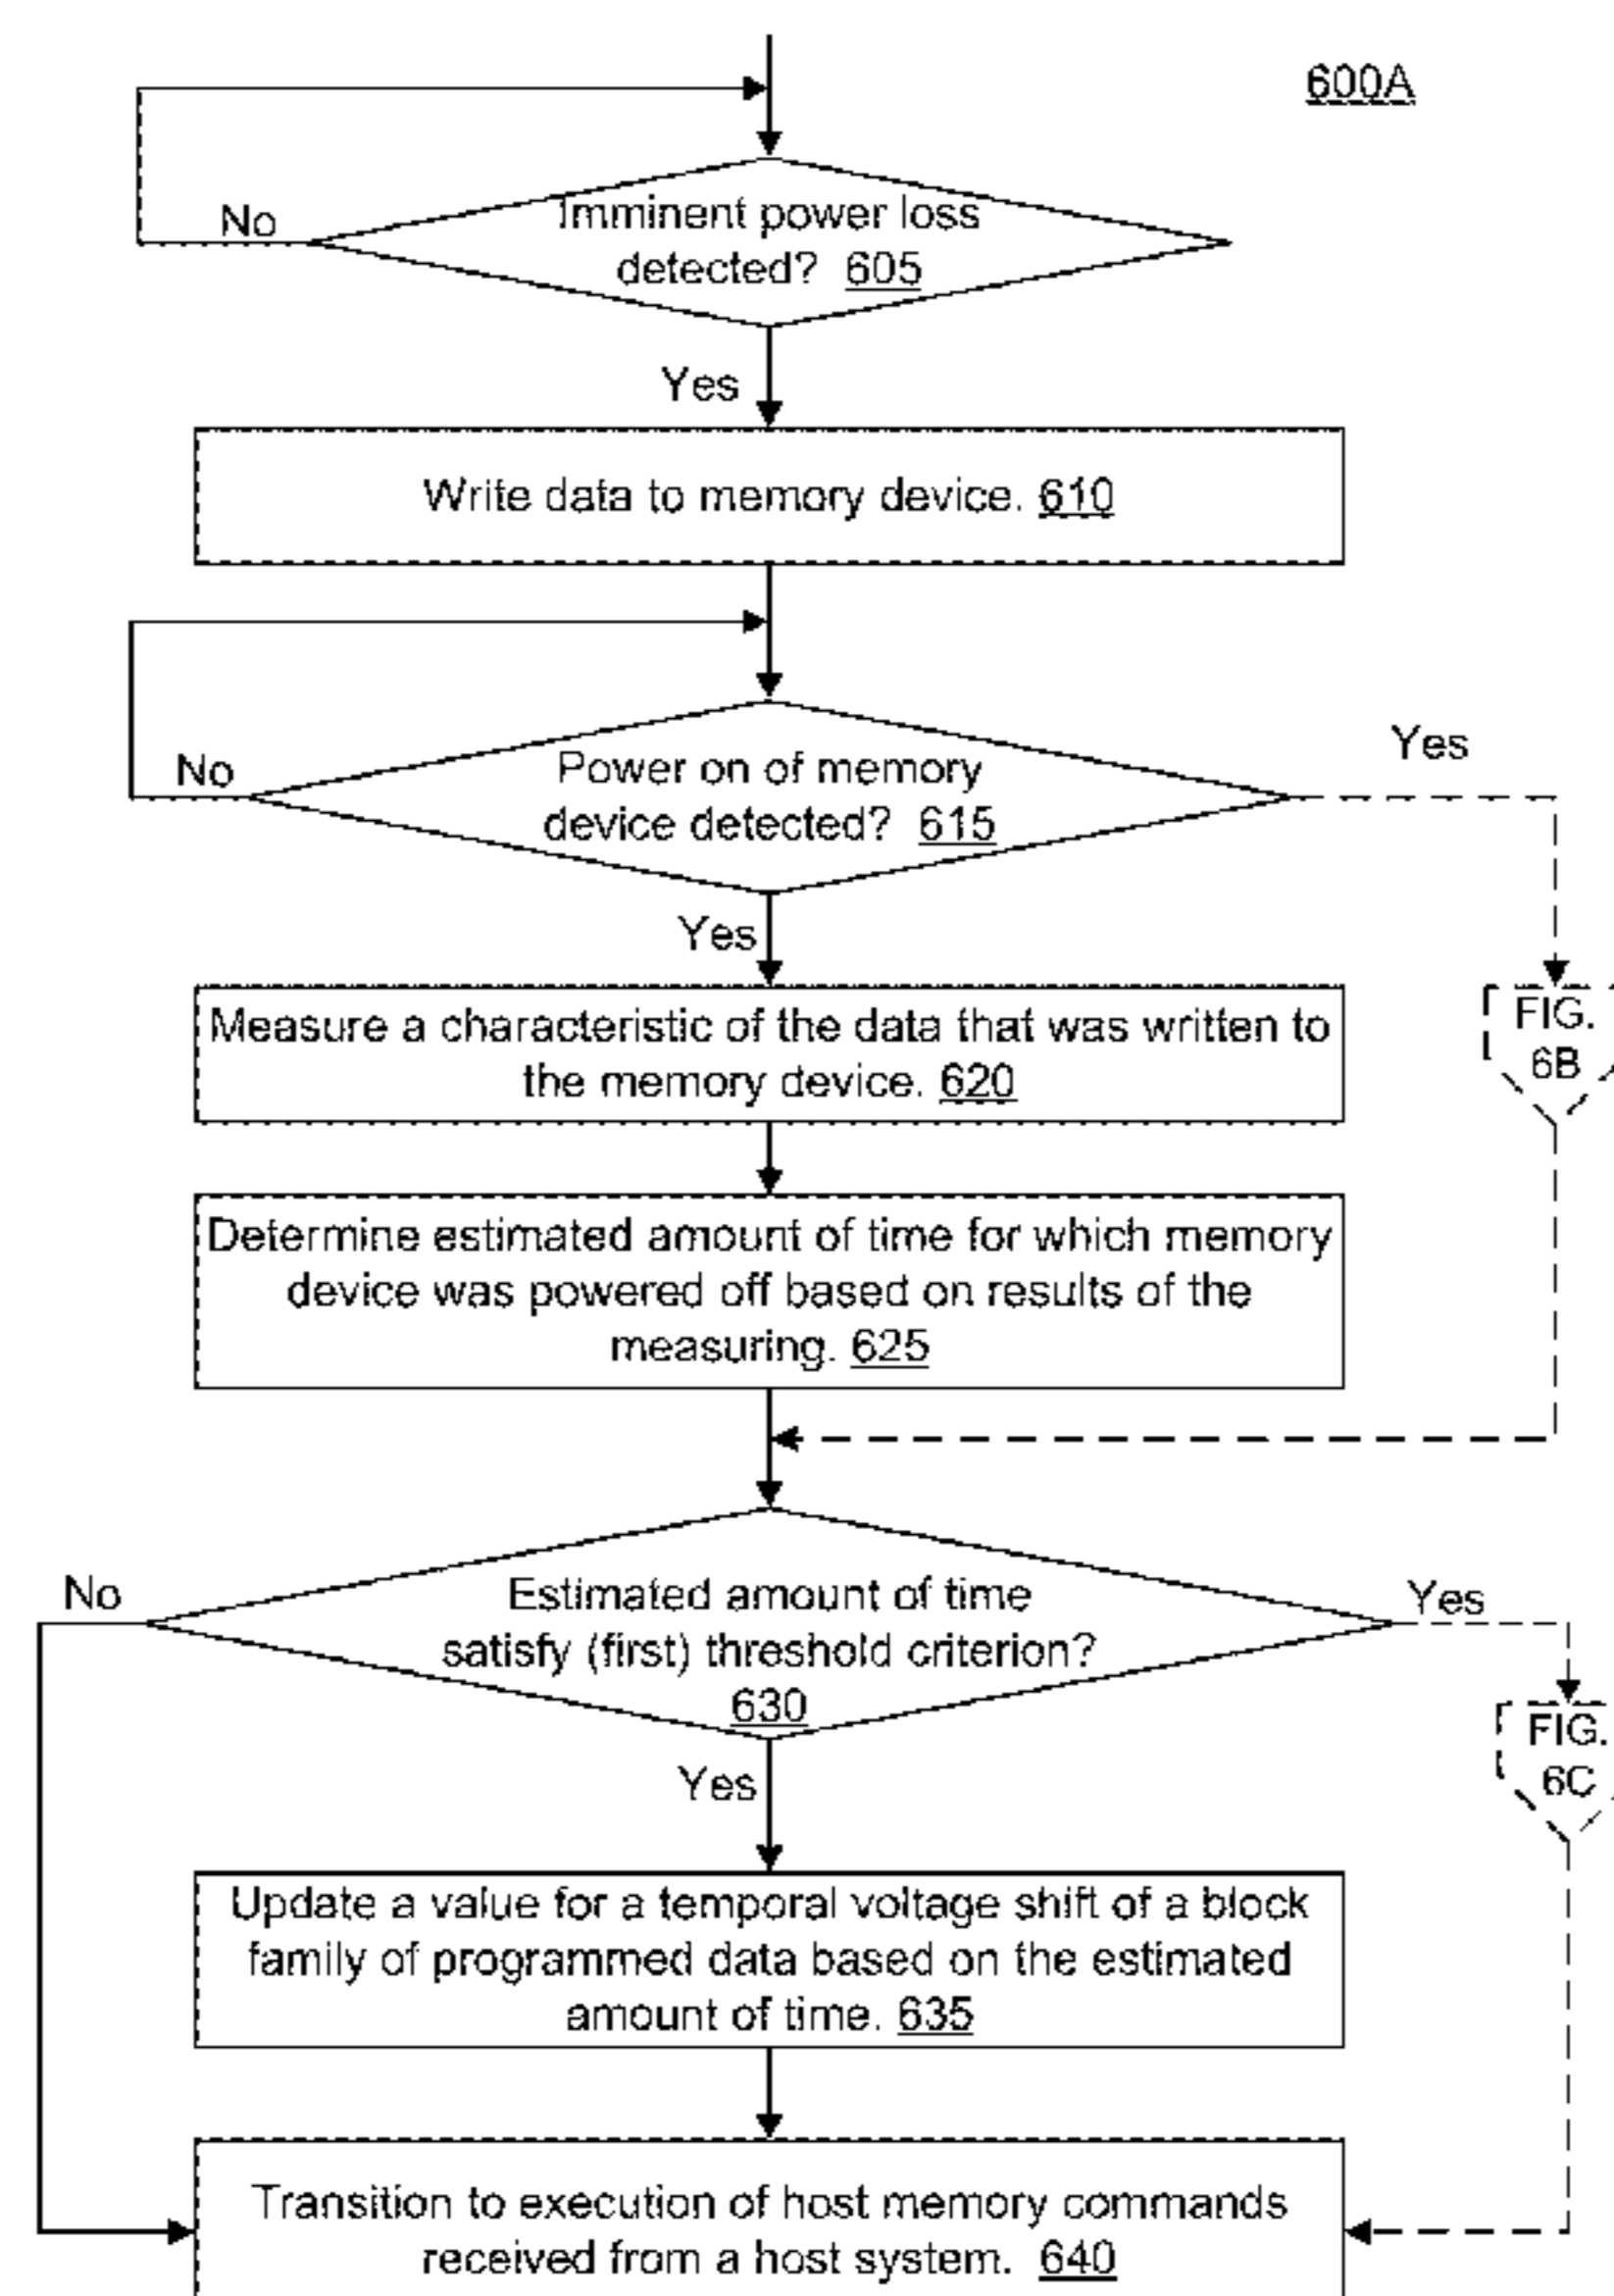 600A
Imminent power loss
detected? 605
No
Yes
Write data to memory device. 610
Power on of memory
device detected? 615
No
Yes
Yes
Measure a characteristic of the data that was written to
the memory device. 620
FIG.
6B
Determine estimated amount of time for which memory
device was powered off based on results of the
measuring. 625
No
Estimated amount of time
satisfy (first) threshold criterion?
630
Yes
Yes
FIG.
6C
Update a value for a temporal voltage shift of a block
family of programmed data based on the estimated
amount of time. 635
Transition to execution of host memory commands
received from a host system. 640